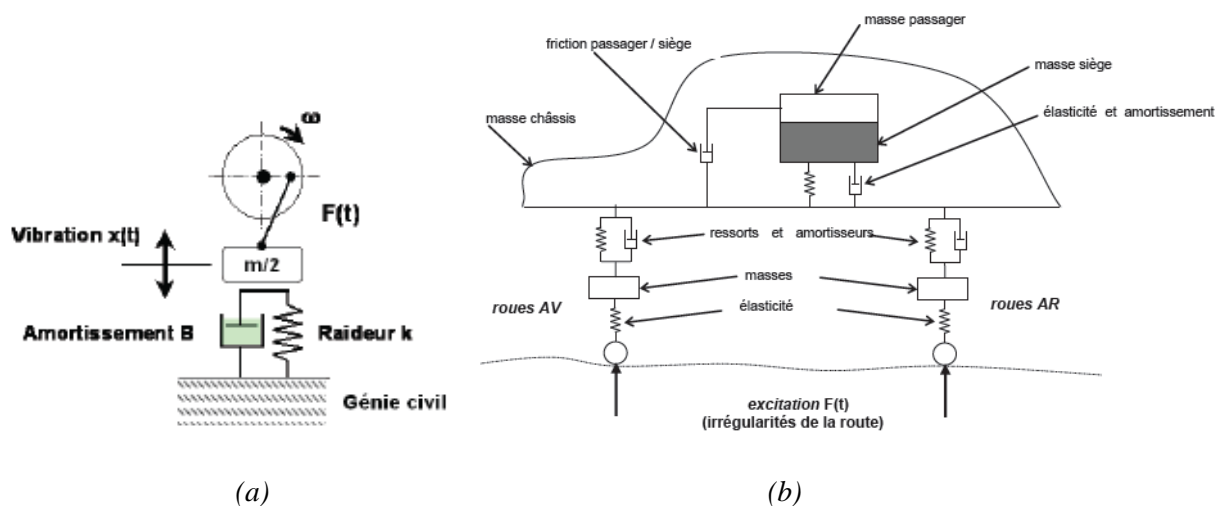 ω
F(t)
Vibration x(t)
m/2
Amortissement B
Raideur k
Génie civil
(a)
masse passager
friction passager / siège
masse siège
élasticité et amortissement
masse châssis
ressorts et amortisseurs
masses
roues AV
élasticité
roues AR
excitation F(t)
(irrégularités de la route)
(b)